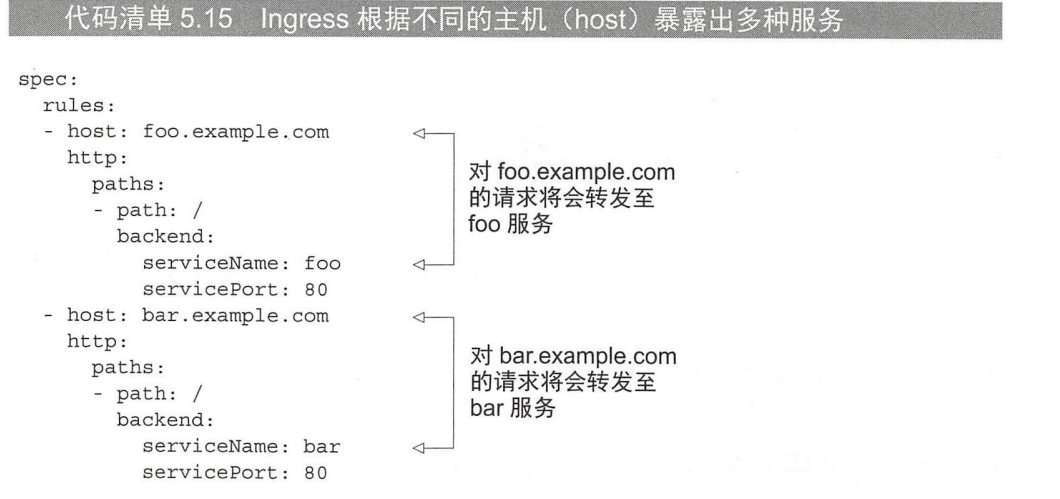 代码清单 5.15 Ingress 根据不同的主机（host）暴露出多种服务
spec:
  rules:
  - host: foo.example.com
    http:
      paths:
      - path: /
        backend:
          serviceName: foo
          servicePort: 80
对 foo.example.com
的请求将会转发至
foo 服务
  - host: bar.example.com
    http:
      paths:
      - path: /
        backend:
          serviceName: bar
          servicePort: 80
对 bar.example.com
的请求将会转发至
bar 服务